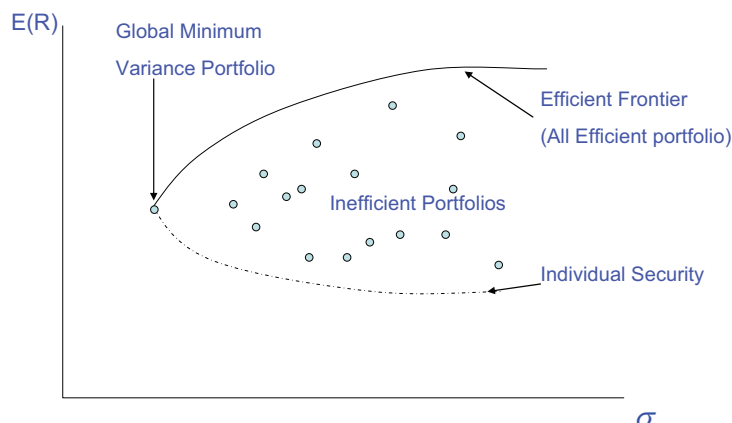 E(R)
Global Minimum
Variance Portfolio
Efficient Frontier
(All Efficient portfolio)
Inefficient Portfolios
Individual Security
σ